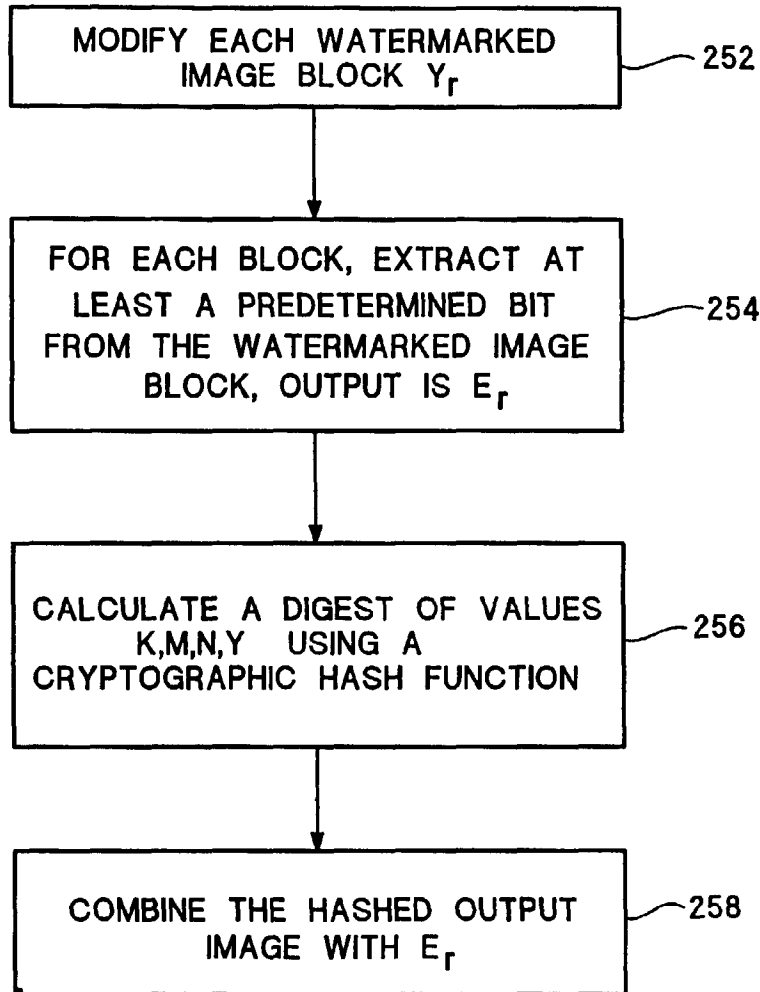 MODIFY EACH WATERMARKED
IMAGE BLOCK Yr
252
FOR EACH BLOCK, EXTRACT AT
LEAST A PREDETERMINED BIT
FROM THE WATERMARKED IMAGE
BLOCK, OUTPUT IS Er
254
CALCULATE A DIGEST OF VALUES
K,M,N,Y USING A
CRYPTOGRAPHIC HASH FUNCTION
256
COMBINE THE HASHED OUTPUT
IMAGE WITH Er
258